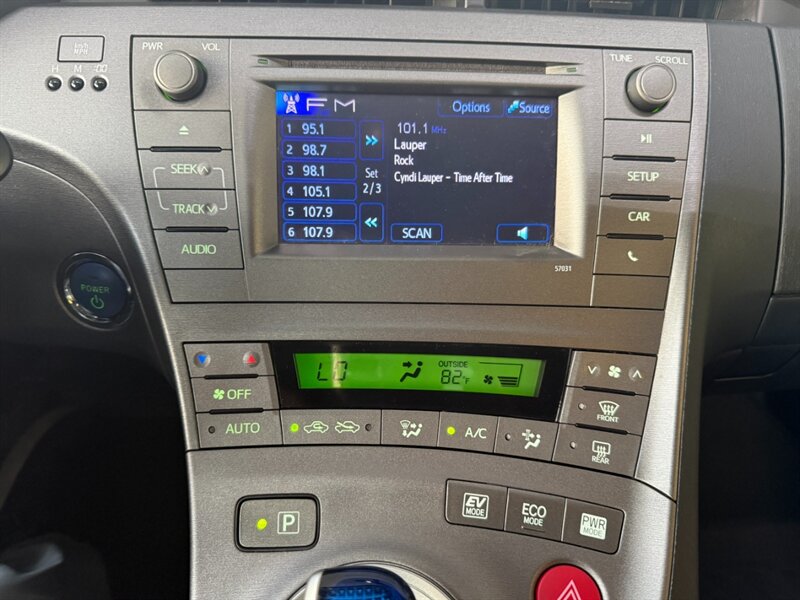 km/h
MPH
H M :00
PWR VOL
TUNE SCROLL
FM
Options Source
1 95.1
2 98.7
3 98.1
4 105.1
5 107.9
6 107.9
Set
2/3
101.1 MHz
Lauper
Rock
Cyndi Lauper - Time After Time
SCAN
57031
SEEK
TRACK
AUDIO
SETUP
CAR
POWER
LO
OUTSIDE
82°F
OFF
AUTO
A/C
FRONT
REAR
P
EV
MODE
ECO
MODE
PWR
MODE